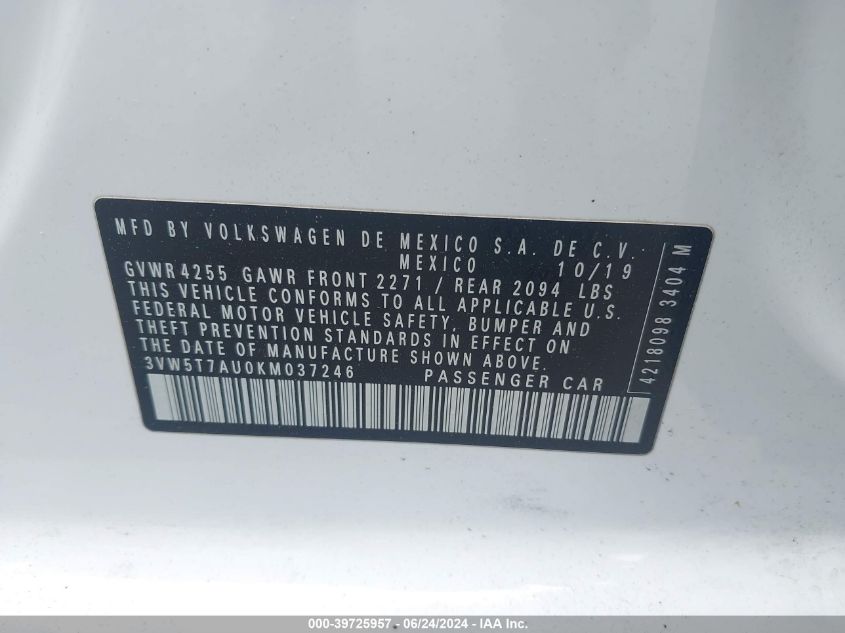 MFD BY VOLKSWAGEN DE MEXICO S.A. DE C.V.
MEXICO 10/19
GVWR 4255 GAWR FRONT 2271 / REAR 2094 LBS
THIS VEHICLE CONFORMS TO ALL APPLICABLE U.S.
FEDERAL MOTOR VEHICLE SAFETY, BUMPER AND
THEFT PREVENTION STANDARDS IN EFFECT ON
THE DATE OF MANUFACTURE SHOWN ABOVE.
3VW5T7AU0KM037246 PASSENGER CAR
4218098 3404 M
000-39725957 - 06/24/2024 - IAA Inc.